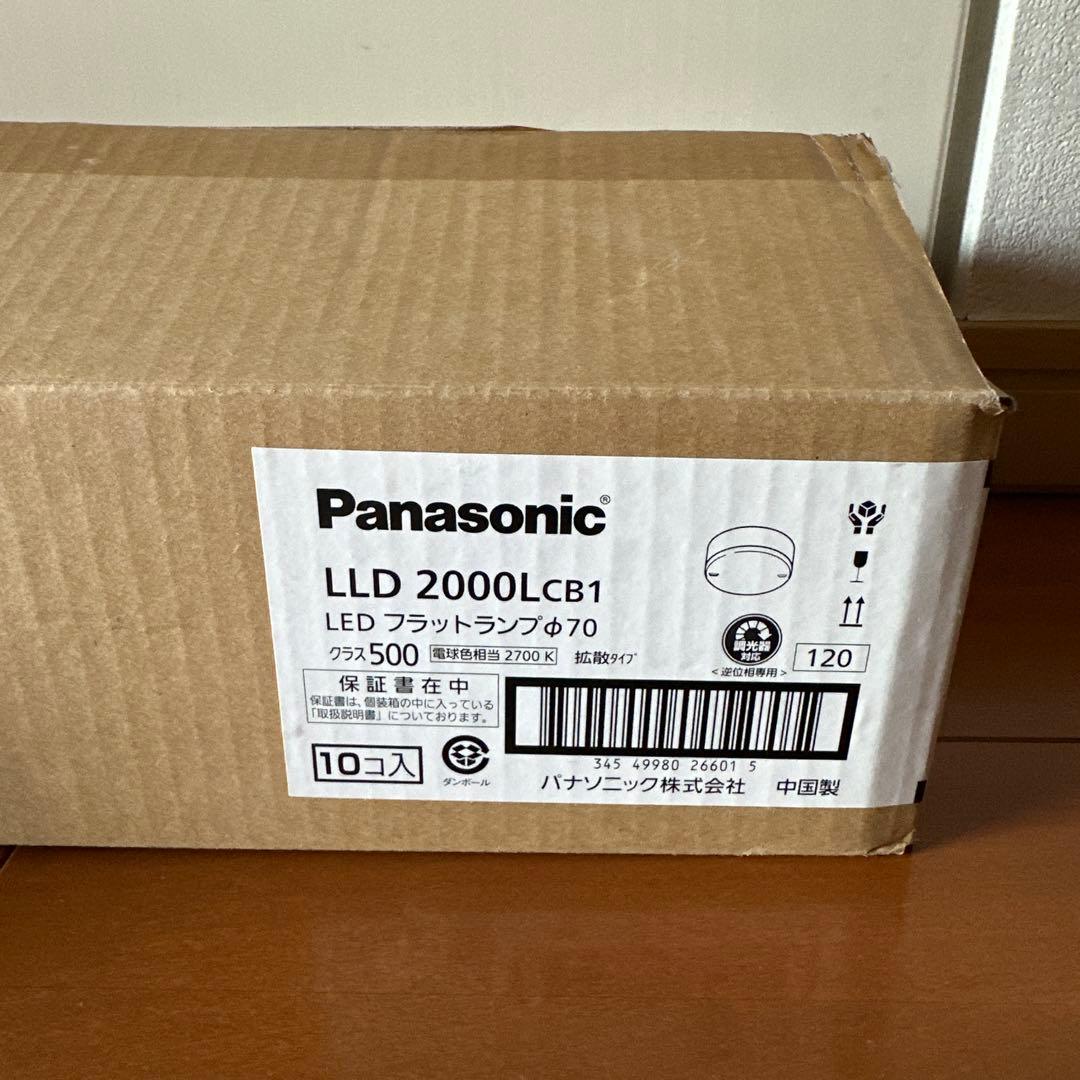 Panasonic®
LLD 2000LCB1
LED フラットランプφ70
クラス500 電球色相当 2700 K 拡散タイプ
調光器
対応
<逆位相専用>
120
保証書在中
保証書は、個装箱の中に入っている
「取扱説明書」についております。
10コ入
ダンボール
345 49980 26601 5
パナソニック株式会社 中国製